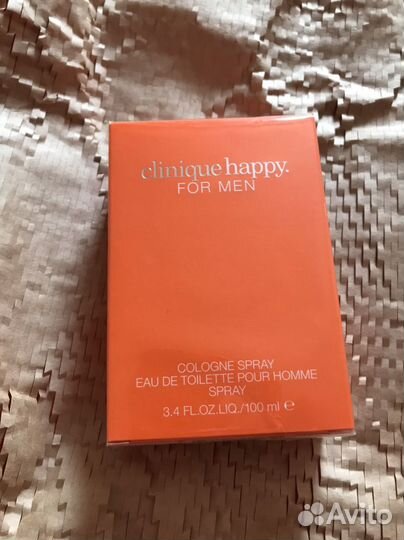 clinique happy.
FOR MEN
COLOGNE SPRAY
EAU DE TOILETTE POUR HOMME
SPRAY
3.4 FL.OZ.LIQ./100 ml ℮
Avito